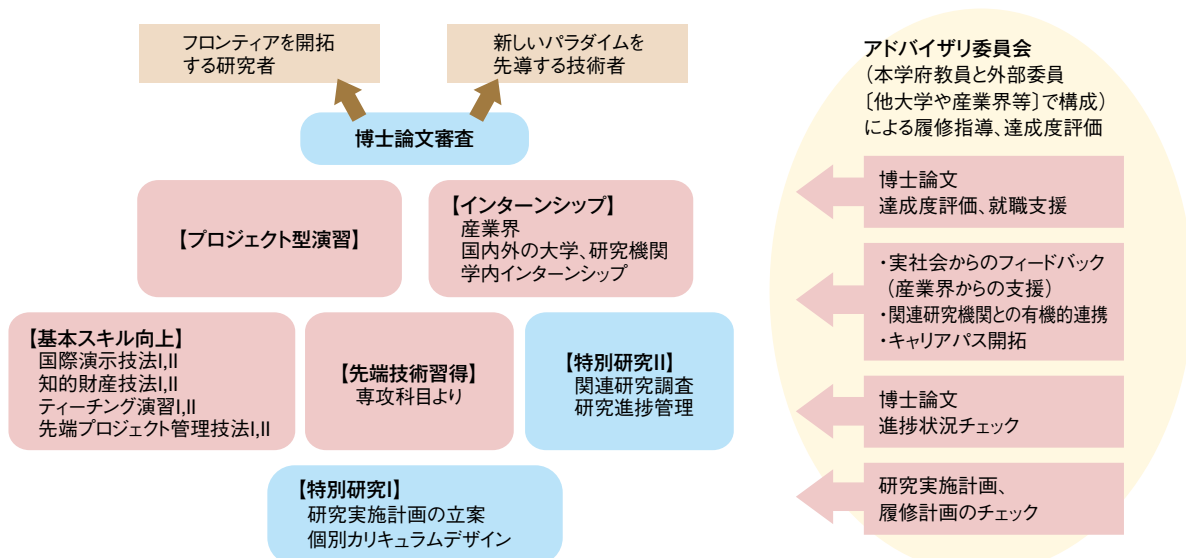 フロンティアを開拓
する研究者
新しいパラダイムを
先導する技術者
博士論文審査
【プロジェクト型演習】
【インターンシップ】
産業界
国内外の大学、研究機関
学内インターンシップ
【基本スキル向上】
国際演示技法I,II
知的財産技法I,II
ティーチング演習I,II
先端プロジェクト管理技法I,II
【先端技術習得】
専攻科目より
【特別研究II】
関連研究調査
研究進捗管理
【特別研究I】
研究実施計画の立案
個別カリキュラムデザイン
アドバイザリ委員会
（本学府教員と外部委員
〔他大学や産業界等〕で構成）
による履修指導、達成度評価
博士論文
達成度評価、就職支援
・実社会からのフィードバック
（産業界からの支援）
・関連研究機関との有機的連携
・キャリアパス開拓
博士論文
進捗状況チェック
研究実施計画、
履修計画のチェック